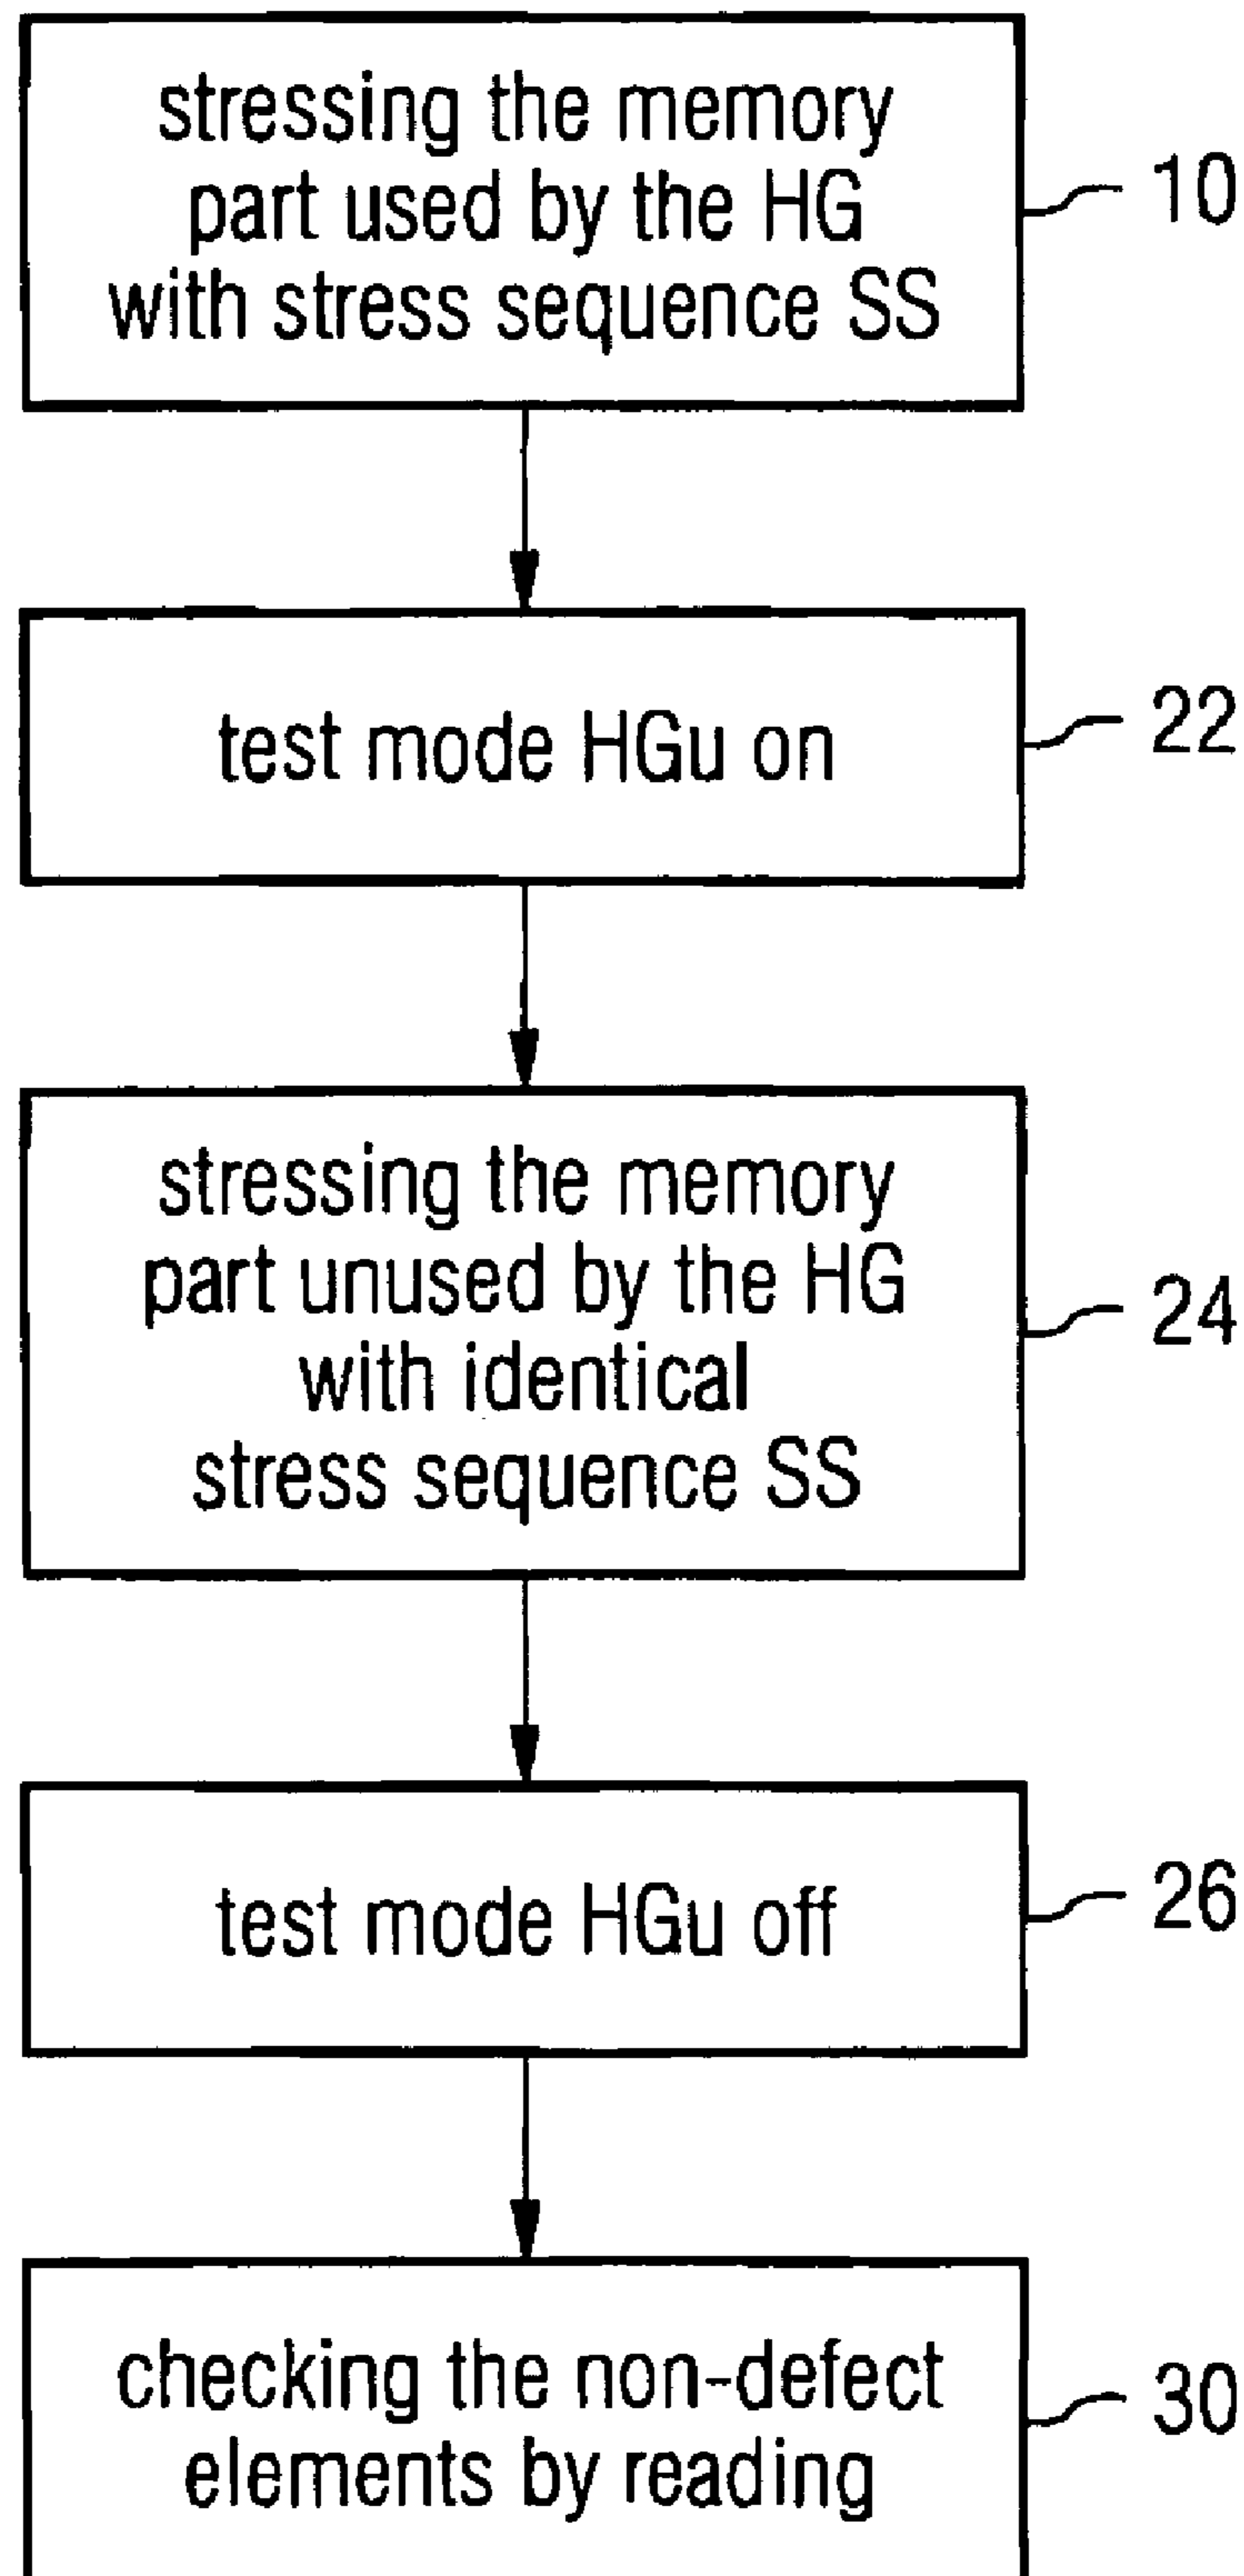 stressing the memory
part used by the HG
with stress sequence SS
10
test mode HGu on
22
stressing the memory
part unused by the HG
with identical
stress sequence SS
24
test mode HGu off
26
checking the non-defect
elements by reading
30